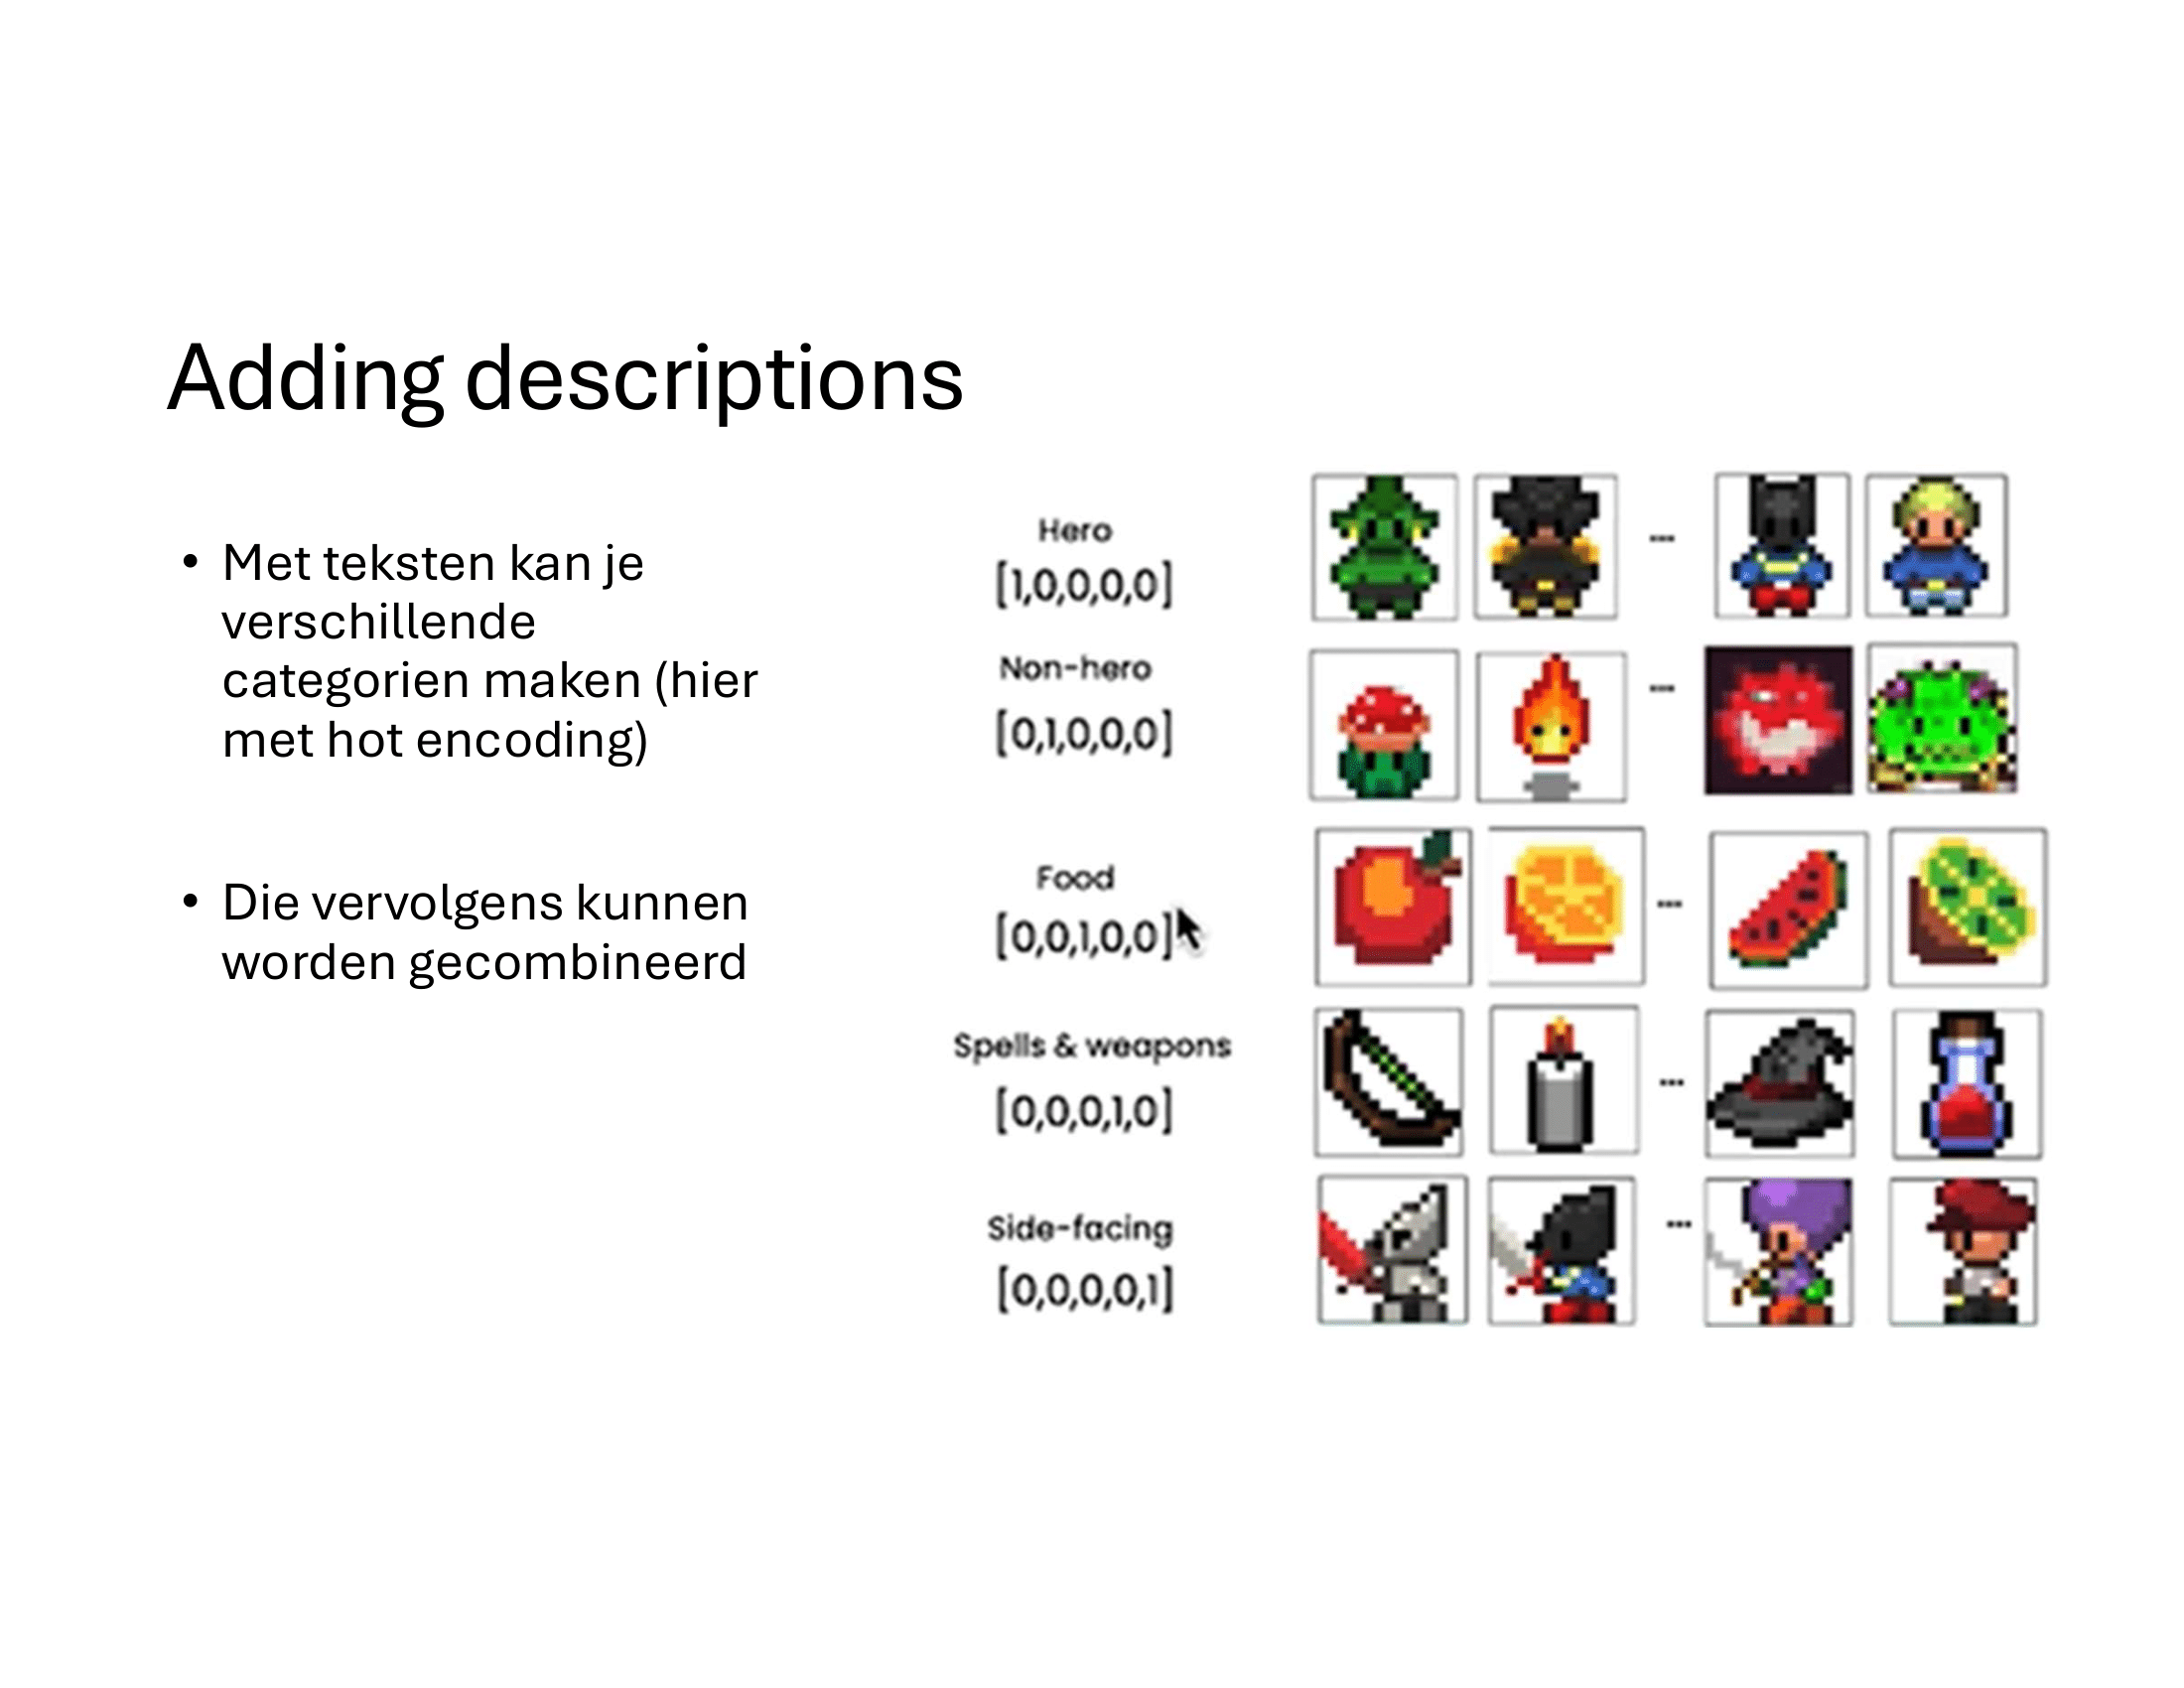 Adding descriptions
• Met teksten kan je
verschillende
categorien maken (hier
met hot encoding)
• Die vervolgens kunnen
worden gecombineerd
Hero
[1,0,0,0,0]
...
Non-hero
[0,1,0,0,0]
...
Food
[0,0,1,0,0]
...
Spells & weapons
[0,0,0,1,0]
...
Side-facing
[0,0,0,0,1]
...